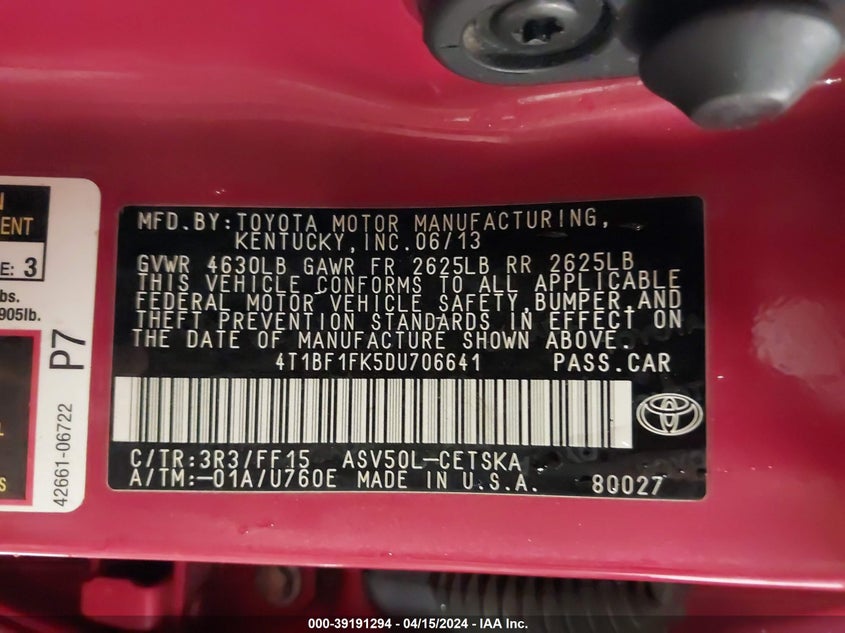 MFD.BY:TOYOTA MOTOR MANUFACTURING,
KENTUCKY,INC.06/13
GVWR 4630LB GAWR FR 2625LB RR 2625LB
THIS VEHICLE CONFORMS TO ALL APPLICABLE
FEDERAL MOTOR VEHICLE SAFETY,BUMPER,AND
THEFT PREVENTION STANDARDS IN EFFECT ON
THE DATE OF MANUFACTURE SHOWN ABOVE.
4T1BF1FK5DU706641 PASS.CAR
C/TR:3R3/FF15 ASV50L-CETSKA
A/TM:-01A/U760E MADE IN U.S.A. 80027
ENT
E: 3
bs.
905lb.
P7
42661-06722
000-39191294 - 04/15/2024 - IAA Inc.